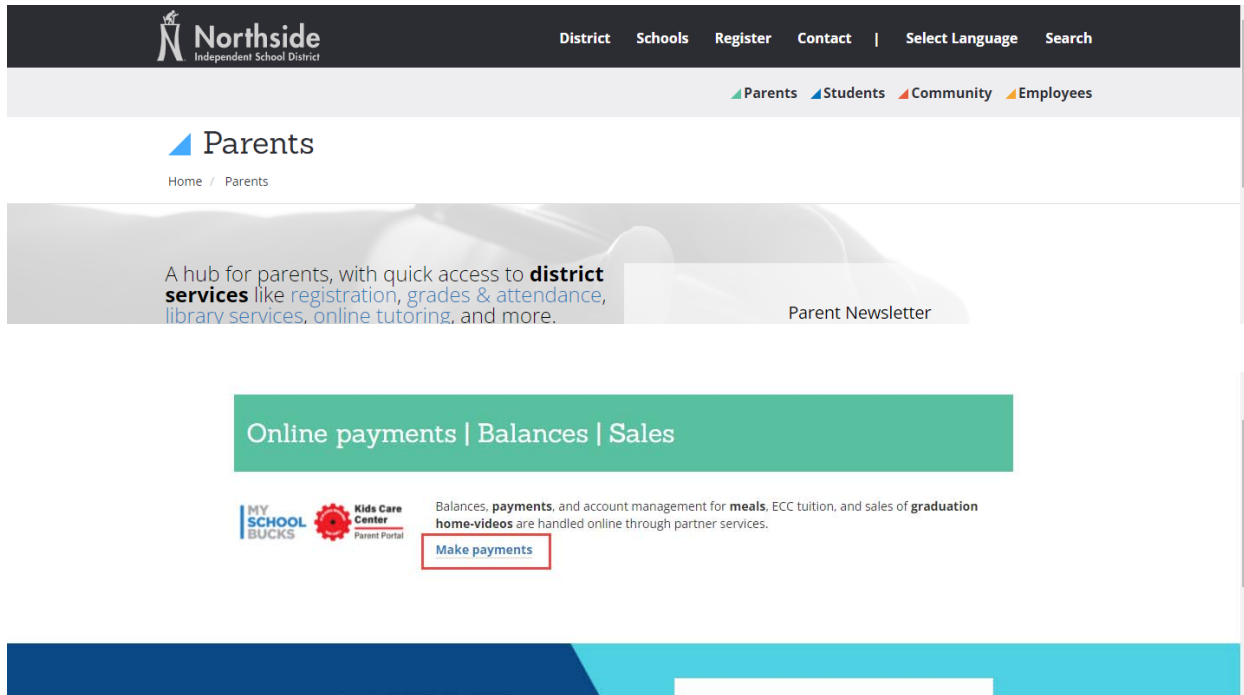 Northside
Independent School District
District Schools Register Contact | Select Language Search
Parents Students Community Employees
Parents
Home / Parents
A hub for parents, with quick access to district
services like registration, grades & attendance,
library services, online tutoring, and more.
Parent Newsletter
Online payments | Balances | Sales
MY
SCHOOL
BUCKS
Kids Care
Center
Parent Portal
Balances, payments, and account management for meals, ECC tuition, and sales of graduation
home-videos are handled online through partner services.
Make payments